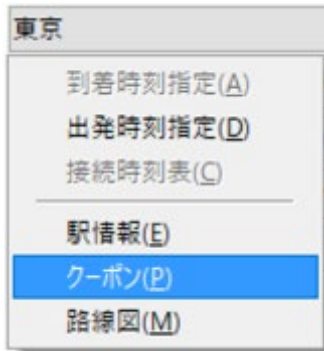 東京
到着時刻指定(A)
出発時刻指定(D)
接続時刻表(C)
駅情報(E)
クーポン(P)
路線図(M)